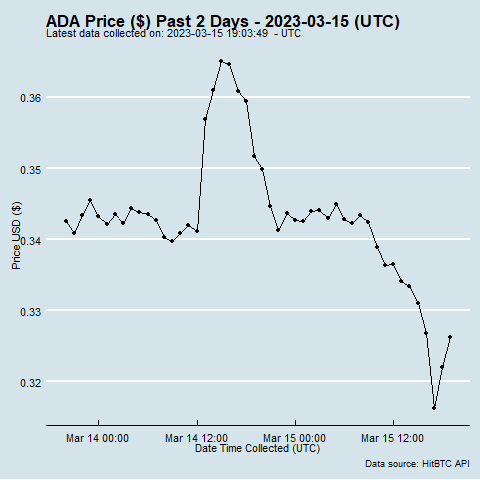 ADA Price ($) Past 2 Days - 2023-03-15 (UTC)
Latest data collected on: 2023-03-15 19:03:49 - UTC
0.36
0.35
0.34
0.33
0.32
Price USD ($)
Mar 14 00:00
Mar 14 12:00
Mar 15 00:00
Mar 15 12:00
Date Time Collected (UTC)
Data source: HitBTC API